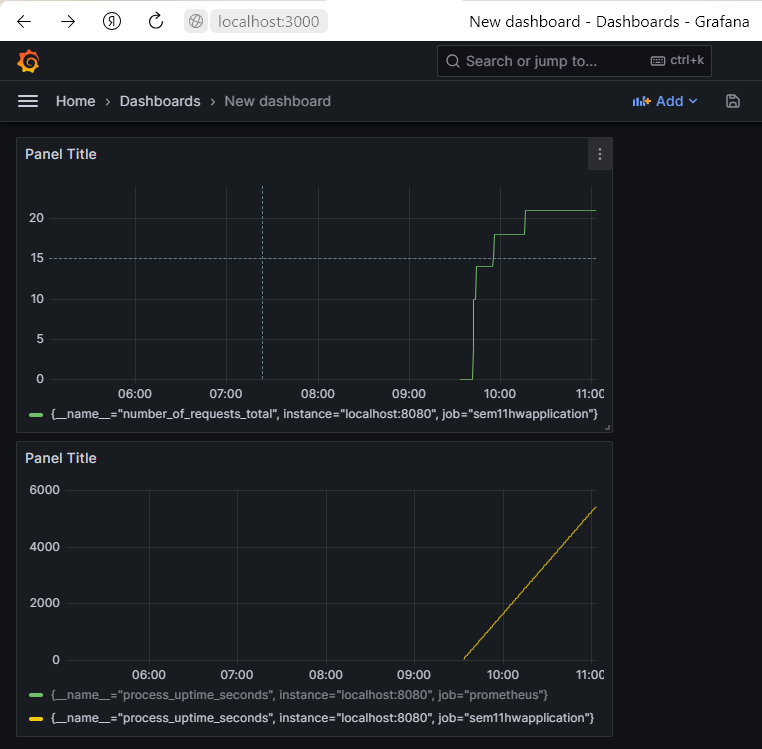 Я localhost:3000 New dashboard - Dashboards - Grafana
Search or jump to... ctrl+k
Home › Dashboards › New dashboard Add
Panel Title
20
15
10
5
0
06:00 07:00 08:00 09:00 10:00 11:00
{__name__="number_of_requests_total", instance="localhost:8080", job="sem11hwapplication"}
Panel Title
6000
4000
2000
0
06:00 07:00 08:00 09:00 10:00 11:00
{__name__="process_uptime_seconds", instance="localhost:8080", job="prometheus"}
{__name__="process_uptime_seconds", instance="localhost:8080", job="sem11hwapplication"}